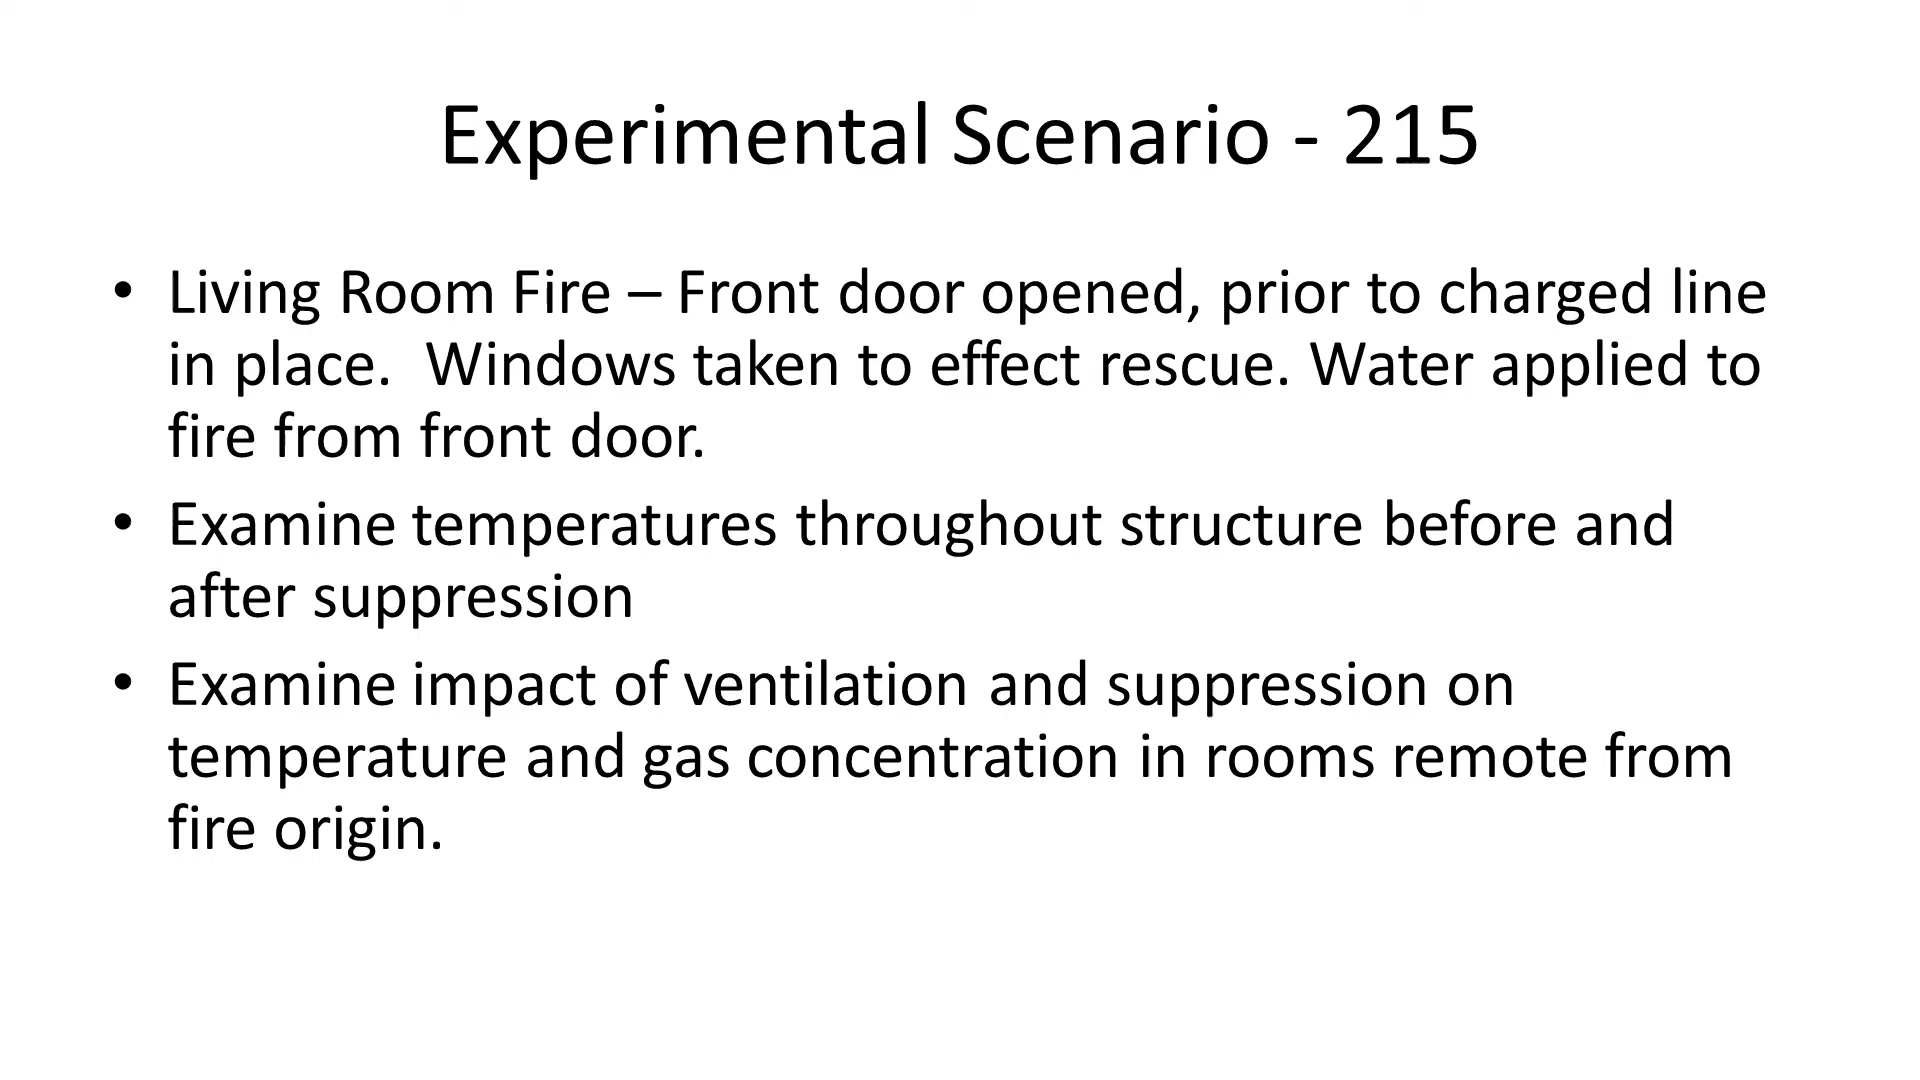 Experimental Scenario - 215
• Living Room Fire – Front door opened, prior to charged line
in place.  Windows taken to effect rescue. Water applied to
fire from front door.
• Examine temperatures throughout structure before and
after suppression
• Examine impact of ventilation and suppression on
temperature and gas concentration in rooms remote from
fire origin.